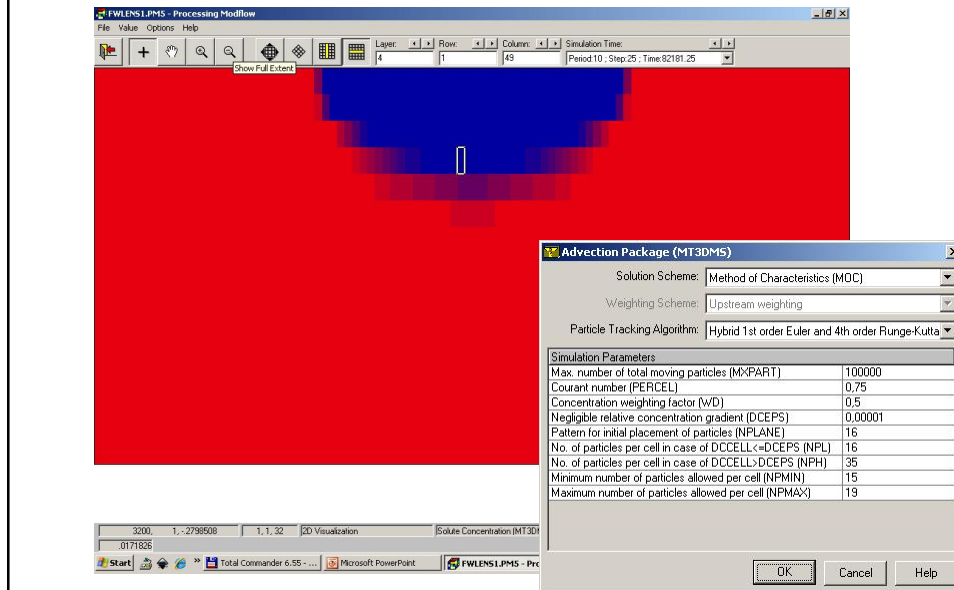 FWLENS1.PM5 - Processing Modflow
File Value Options Help
Layer: Row: Column: Simulation Time:
4 1 49 Period:10 ; Step:25 ; Time:82181.25
Show Full Extent
Advection Package (MT3DMS)
Solution Scheme: Method of Characteristics (MOC)
Weighting Scheme: Upstream weighting
Particle Tracking Algorithm: Hybrid 1st order Euler and 4th order Runge-Kutta
Simulation Parameters
Max. number of total moving particles (MXPART) 100000
Courant number (PERCEL) 0,75
Concentration weighting factor (WD) 0,5
Negligible relative concentration gradient (DCEPS) 0,00001
Pattern for initial placement of particles (NPLANE) 16
No. of particles per cell in case of DCCELL<=DCEPS (NPL) 16
No. of particles per cell in case of DCCELL>DCEPS (NPH) 35
Minimum number of particles allowed per cell (NPMIN) 15
Maximum number of particles allowed per cell (NPMAX) 19
OK Cancel Help
3200, 1, -.2798508 1, 1, 32 2D Visualization Solute Concentration (MT3D
.0171826
Start » Total Commander 6.55 - ... Microsoft PowerPoint FWLENS1.PM5 - Pro